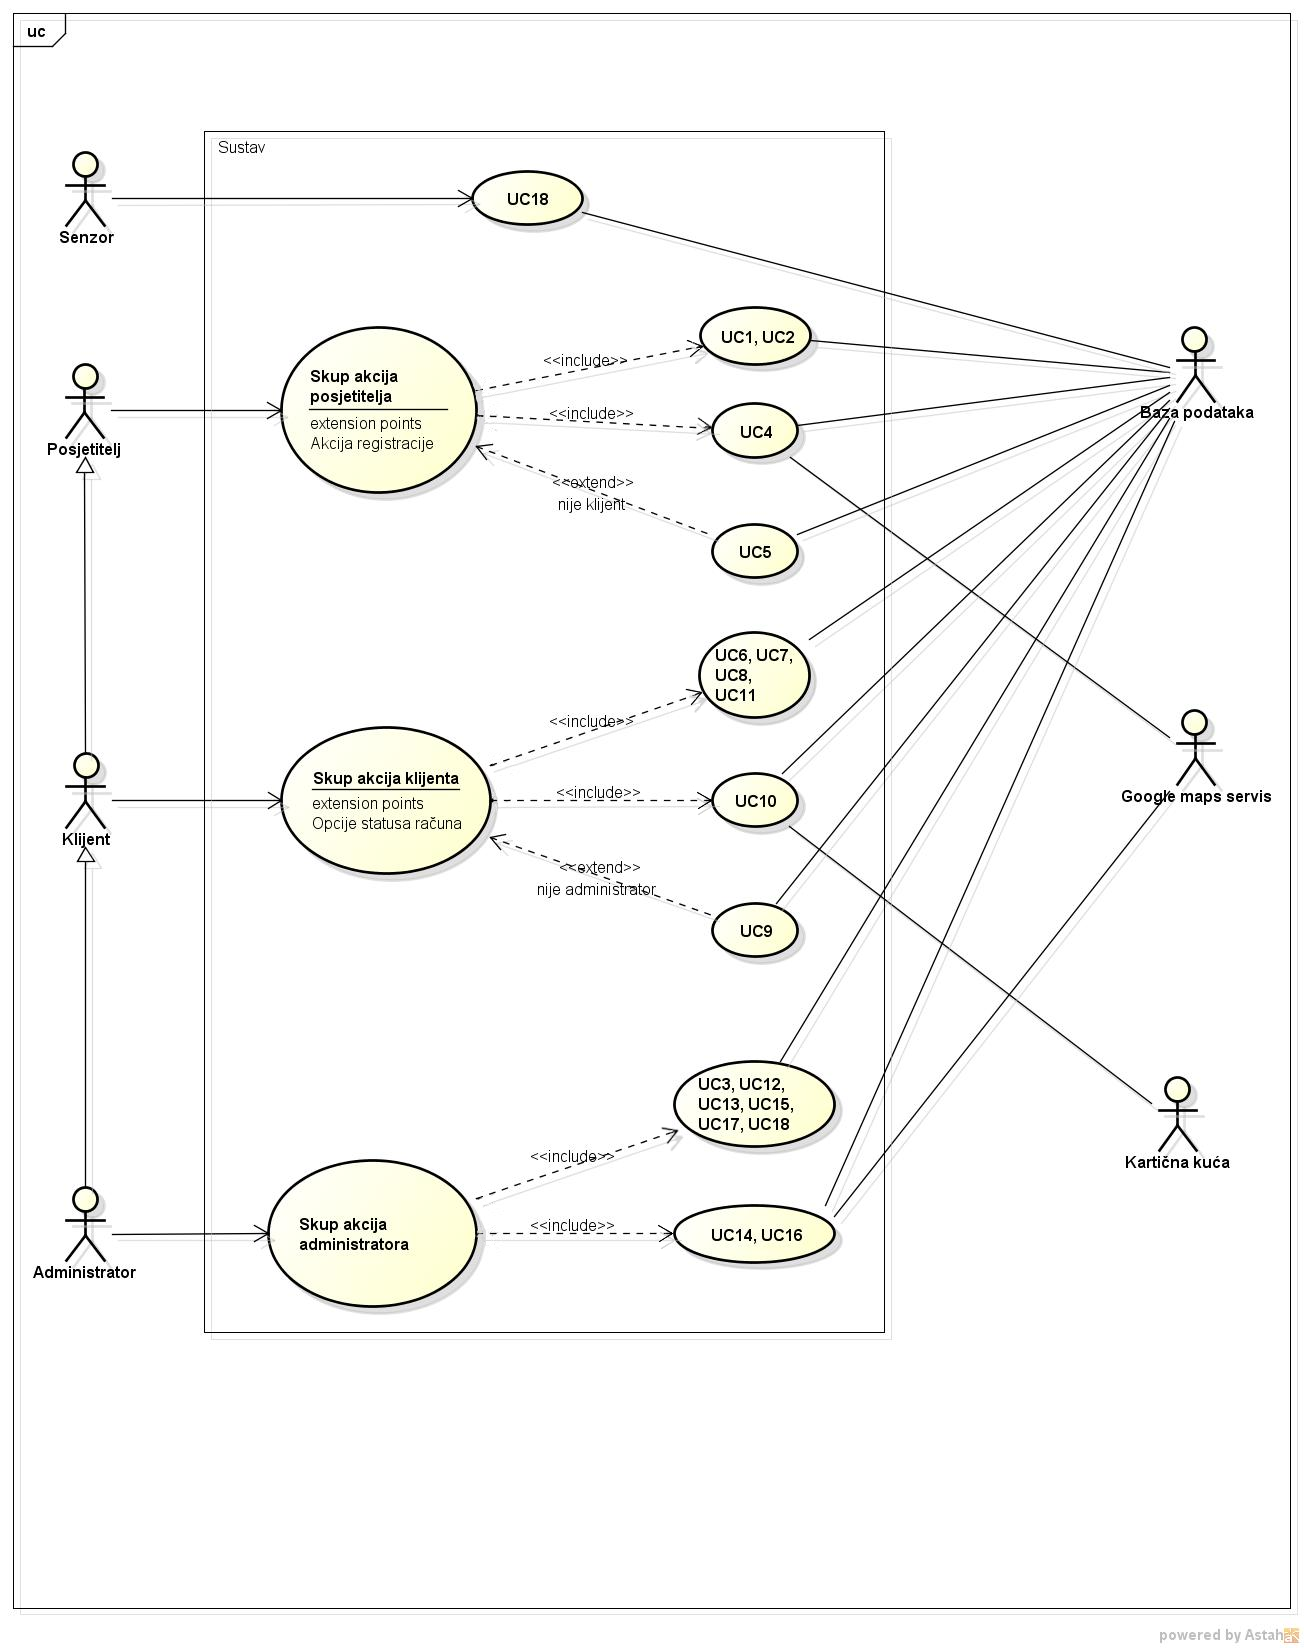 uc
Sustav
Senzor
UC18
Skup akcija
posjetitelja
extension points
Akcija registracije
<<include>>
UC1, UC2
<<include>>
UC4
<<extend>>
nije klijent
UC5
Posjetitelj
Baza podataka
UC6, UC7,
UC8,
UC11
<<include>>
Skup akcija klijenta
extension points
Opcije statusa računa
<<include>>
UC10
<<extend>>
nije administrator
UC9
Klijent
Google maps servis
UC3, UC12,
UC13, UC15,
UC17, UC18
<<include>>
Kartična kuća
Skup akcija
administratora
<<include>>
UC14, UC16
Administrator
powered by Astah